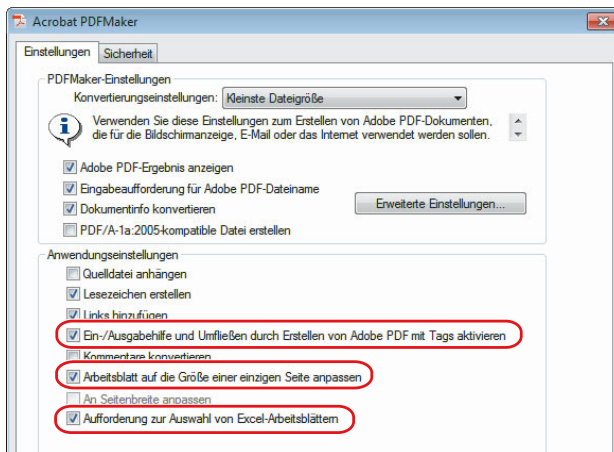 Acrobat PDFMaker
Einstellungen
Sicherheit
PDFMaker-Einstellungen
Konvertierungseinstellungen: Kleinste Dateigröße
Verwenden Sie diese Einstellungen zum Erstellen von Adobe PDF-Dokumenten,
die für die Bildschirmanzeige, E-Mail oder das Internet verwendet werden sollen.
Adobe PDF-Ergebnis anzeigen
Eingabeaufforderung für Adobe PDF-Dateiname
Dokumentinfo konvertieren
Erweiterte Einstellungen...
PDF/A-1a:2005-kompatible Datei erstellen
Anwendungseinstellungen
Quelldatei anhängen
Lesezeichen erstellen
Links hinzufügen
Ein-/Ausgabehilfe und Umfließen durch Erstellen von Adobe PDF mit Tags aktivieren
Kommentare konvertieren
Arbeitsblatt auf die Größe einer einzigen Seite anpassen
An Seitenbreite anpassen
Aufforderung zur Auswahl von Excel-Arbeitsblättern